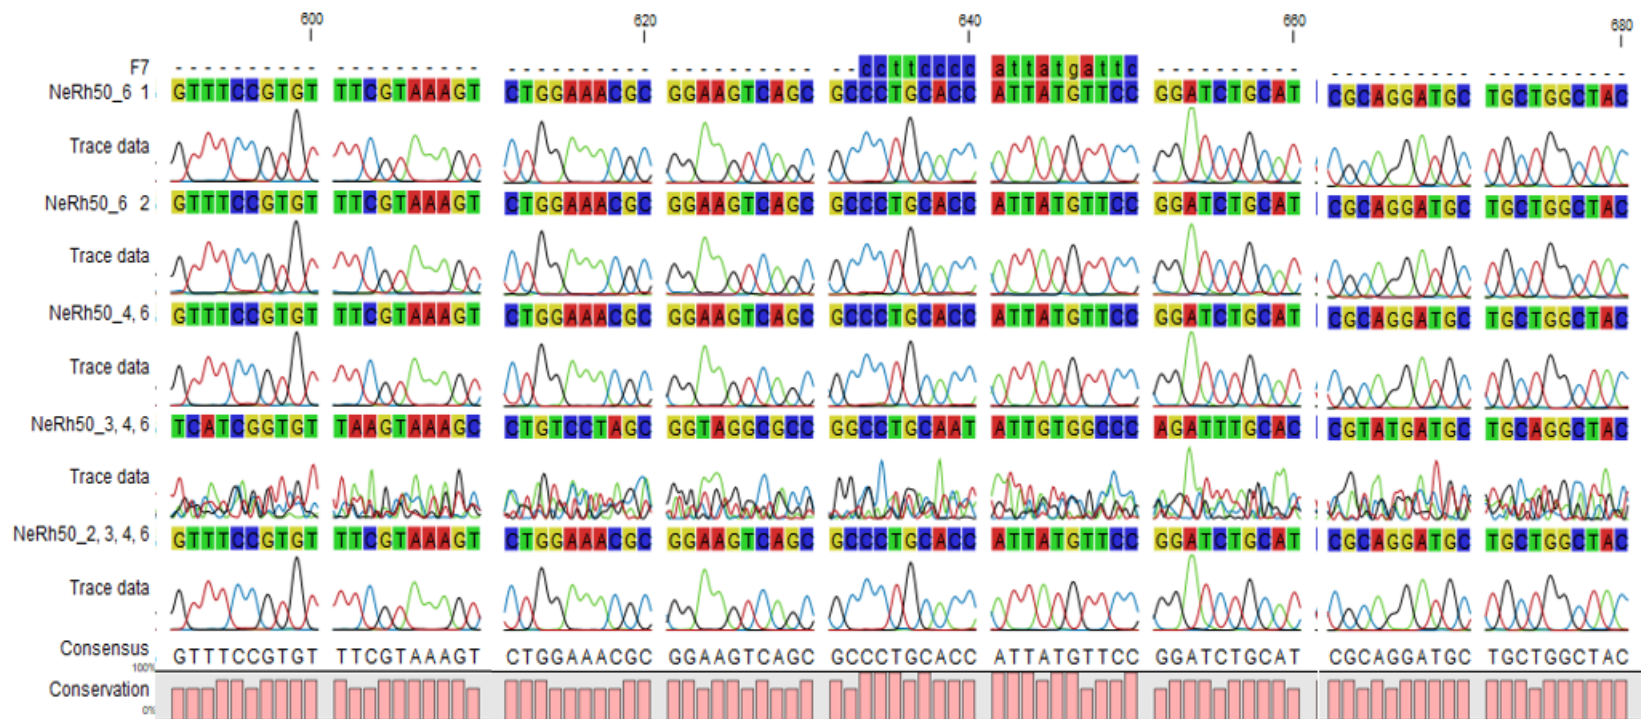 600 620 640 660 680
F7 ---------- ---------- ---------- ---------- --ccttcccc attatgattc ---------- ---------- ----------
NeRh50_6 1 GTTTCCGTGT TTCGTAAAGT CTGGAAACGC GGAAGTCAGC GCCCTGCACC ATTATGTTCC GGATCTGCAT CGCAGGATGC TGCTGGCTAC
Trace data
NeRh50_6 2 GTTTCCGTGT TTCGTAAAGT CTGGAAACGC GGAAGTCAGC GCCCTGCACC ATTATGTTCC GGATCTGCAT CGCAGGATGC TGCTGGCTAC
Trace data
NeRh50_4, 6 GTTTCCGTGT TTCGTAAAGT CTGGAAACGC GGAAGTCAGC GCCCTGCACC ATTATGTTCC GGATCTGCAT CGCAGGATGC TGCTGGCTAC
Trace data
NeRh50_3, 4, 6 TCATCGGTGT TAAGTAAAGC CTGTCCTAGC GGTAGGCGCC GGCCTGCAAT ATTGTGGCCC AGATTTGCAC CGTATGATGC TGCAGGCTAC
Trace data
NeRh50_2, 3, 4, 6 GTTTCCGTGT TTCGTAAAGT CTGGAAACGC GGAAGTCAGC GCCCTGCACC ATTATGTTCC GGATCTGCAT CGCAGGATGC TGCTGGCTAC
Trace data
Consensus GTTTCCGTGT TTCGTAAAGT CTGGAAACGC GGAAGTCAGC GCCCTGCACC ATTATGTTCC GGATCTGCAT CGCAGGATGC TGCTGGCTAC
100%
Conservation
0%